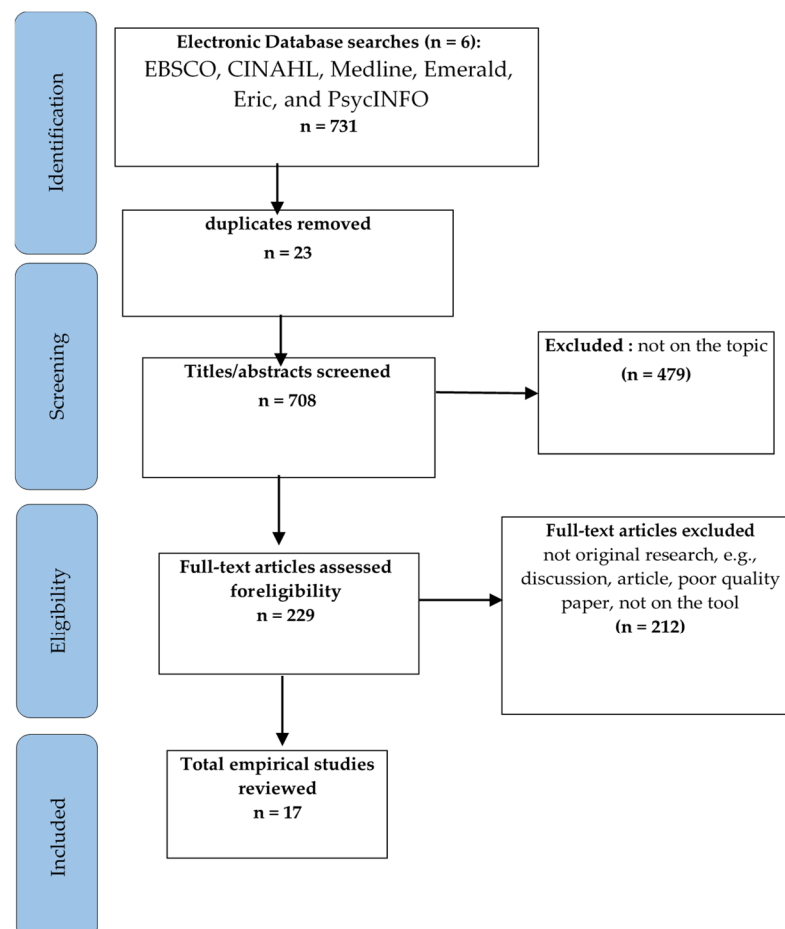 Identification
Electronic Database searches (n = 6):
EBSCO, CINAHL, Medline, Emerald,
Eric, and PsycINFO
n = 731
duplicates removed
n = 23
Screening
Titles/abstracts screened
n = 708
Excluded : not on the topic
(n = 479)
Eligibility
Full-text articles assessed
foreligibility
n = 229
Full-text articles excluded
not original research, e.g.,
discussion, article, poor quality
paper, not on the tool
(n = 212)
Included
Total empirical studies
reviewed
n = 17